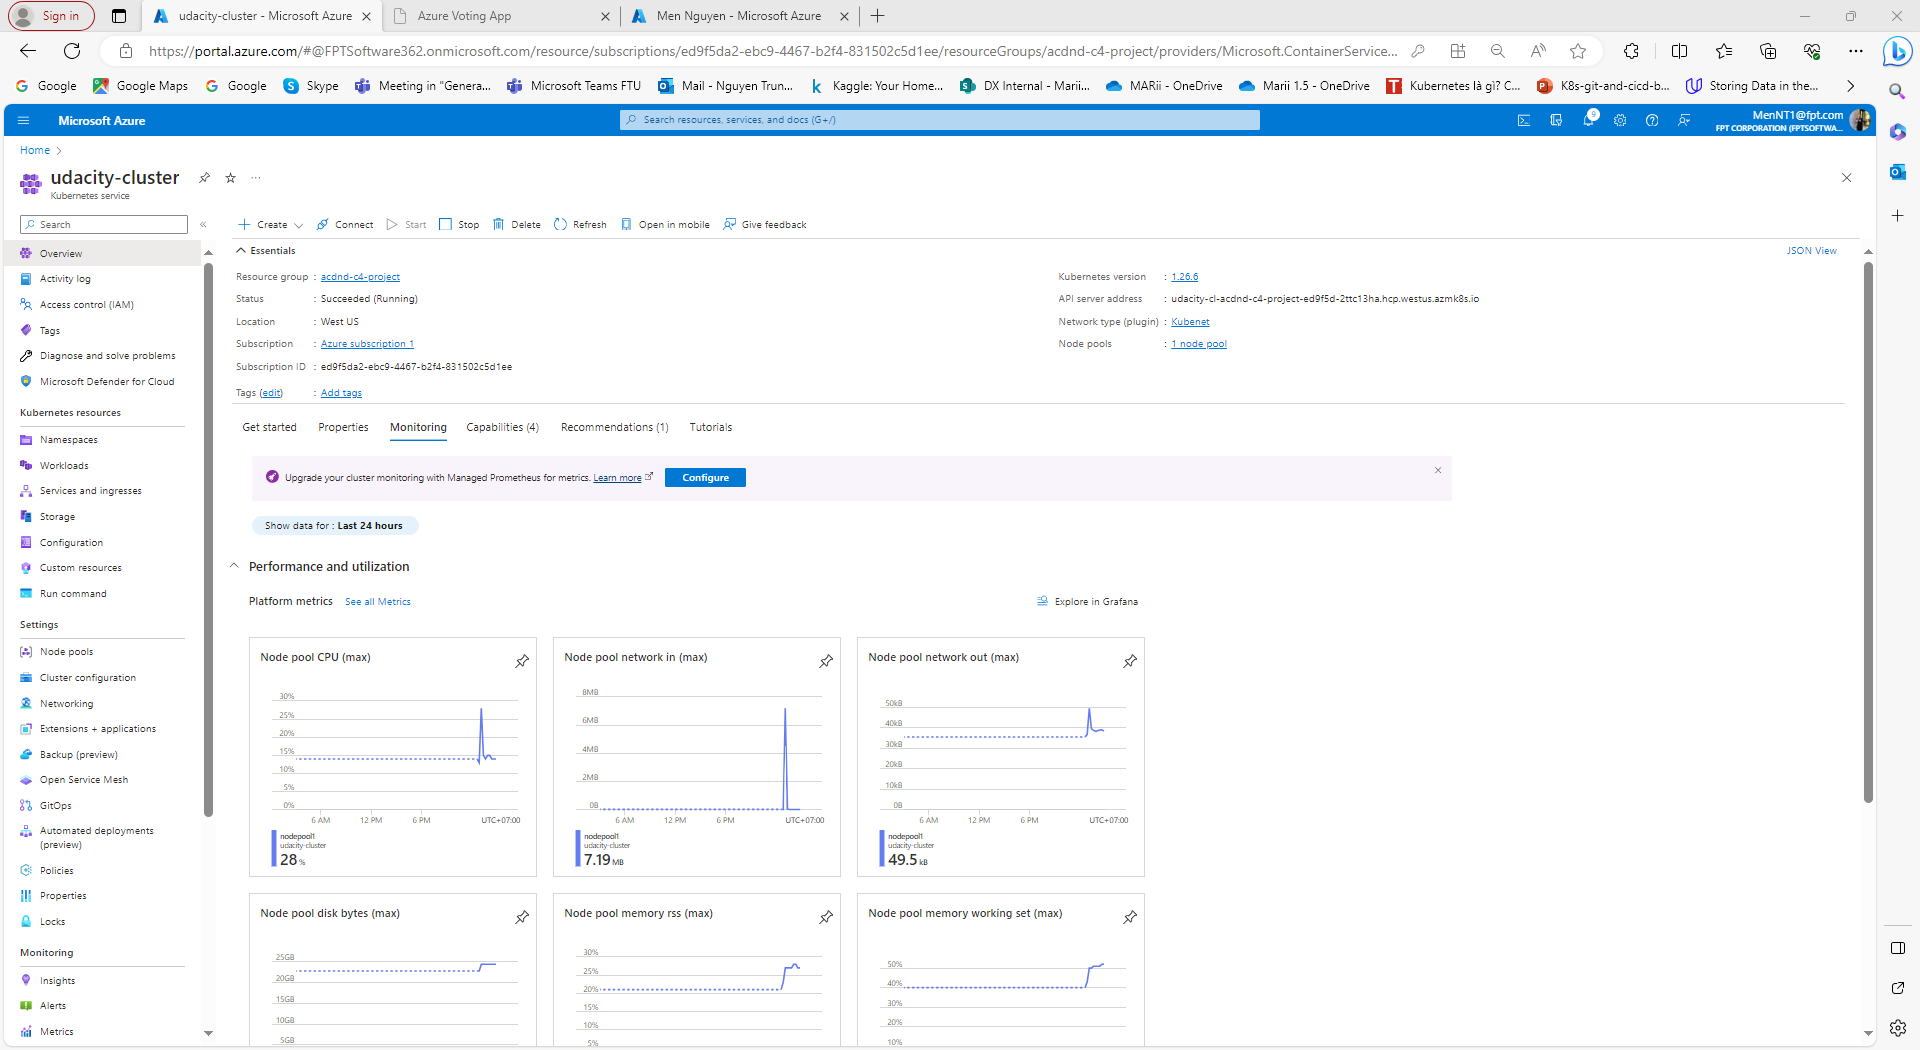 Sign in
udacity-cluster - Microsoft Azure
Azure Voting App
Men Nguyen - Microsoft Azure
https://portal.azure.com/#@FPTSoftware362.onmicrosoft.com/resource/subscriptions/ed9f5da2-ebc9-4467-b2f4-831502c5d1ee/resourceGroups/acdnd-c4-project/providers/Microsoft.ContainerService...
Google
Google Maps
Google
Skype
Meeting in "Genera...
Microsoft Teams FTU
Mail - Nguyen Trun...
Kaggle: Your Home...
DX Internal - Marii...
MARii - OneDrive
Marii 1.5 - OneDrive
Kubernetes là gì? C...
K8s-git-and-cicd-b...
Storing Data in the...
Microsoft Azure
Search resources, services, and docs (G+/)
9
MenNT1@fpt.com
FPT CORPORATION (FPTSOFTWA...
Home
udacity-cluster
Kubernetes service
Search
Create
Connect
Start
Stop
Delete
Refresh
Open in mobile
Give feedback
Overview
Activity log
Access control (IAM)
Tags
Diagnose and solve problems
Microsoft Defender for Cloud
Kubernetes resources
Namespaces
Workloads
Services and ingresses
Storage
Configuration
Custom resources
Run command
Settings
Node pools
Cluster configuration
Networking
Extensions + applications
Backup (preview)
Open Service Mesh
GitOps
Automated deployments
(preview)
Policies
Properties
Locks
Monitoring
Insights
Alerts
Metrics
Essentials
JSON View
Resource group : acdnd-c4-project
Status : Succeeded (Running)
Location : West US
Subscription : Azure subscription 1
Subscription ID : ed9f5da2-ebc9-4467-b2f4-831502c5d1ee
Tags (edit) : Add tags
Kubernetes version : 1.26.6
API server address : udacity-cl-acdnd-c4-project-ed9f5d-2ttc13ha.hcp.westus.azmk8s.io
Network type (plugin) : Kubenet
Node pools : 1 node pool
Get started
Properties
Monitoring
Capabilities (4)
Recommendations (1)
Tutorials
Upgrade your cluster monitoring with Managed Prometheus for metrics. Learn more
Configure
Show data for : Last 24 hours
Performance and utilization
Platform metrics
See all Metrics
Explore in Grafana
Node pool CPU (max)
30%
25%
20%
15%
10%
5%
0%
6 AM
12 PM
6 PM
UTC+07:00
nodepool1
udacity-cluster
28 %
Node pool network in (max)
8MB
6MB
4MB
2MB
0B
6 AM
12 PM
6 PM
UTC+07:00
nodepool1
udacity-cluster
7.19 MB
Node pool network out (max)
50kB
40kB
30kB
20kB
10kB
0B
6 AM
12 PM
6 PM
UTC+07:00
nodepool1
udacity-cluster
49.5 kB
Node pool disk bytes (max)
25GB
20GB
15GB
10GB
5GB
Node pool memory rss (max)
30%
25%
20%
15%
10%
5%
Node pool memory working set (max)
50%
40%
30%
20%
10%